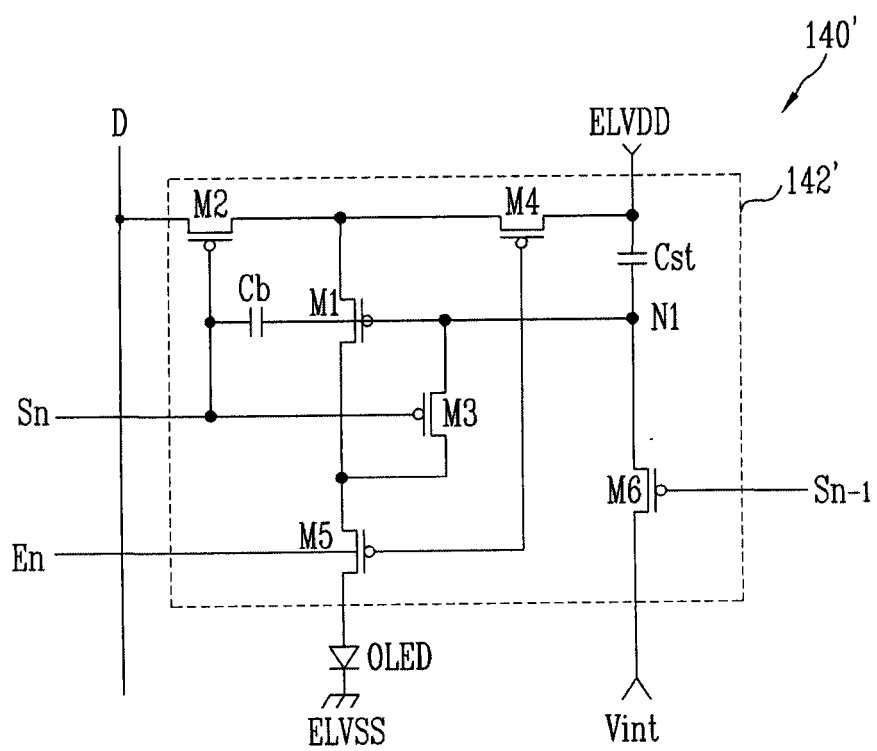 140'
D
ELVDD
142'
M2
M4
Cst
Cb
M1
N1
Sn
M3
M6
Sn-1
M5
En
OLED
ELVSS
Vint